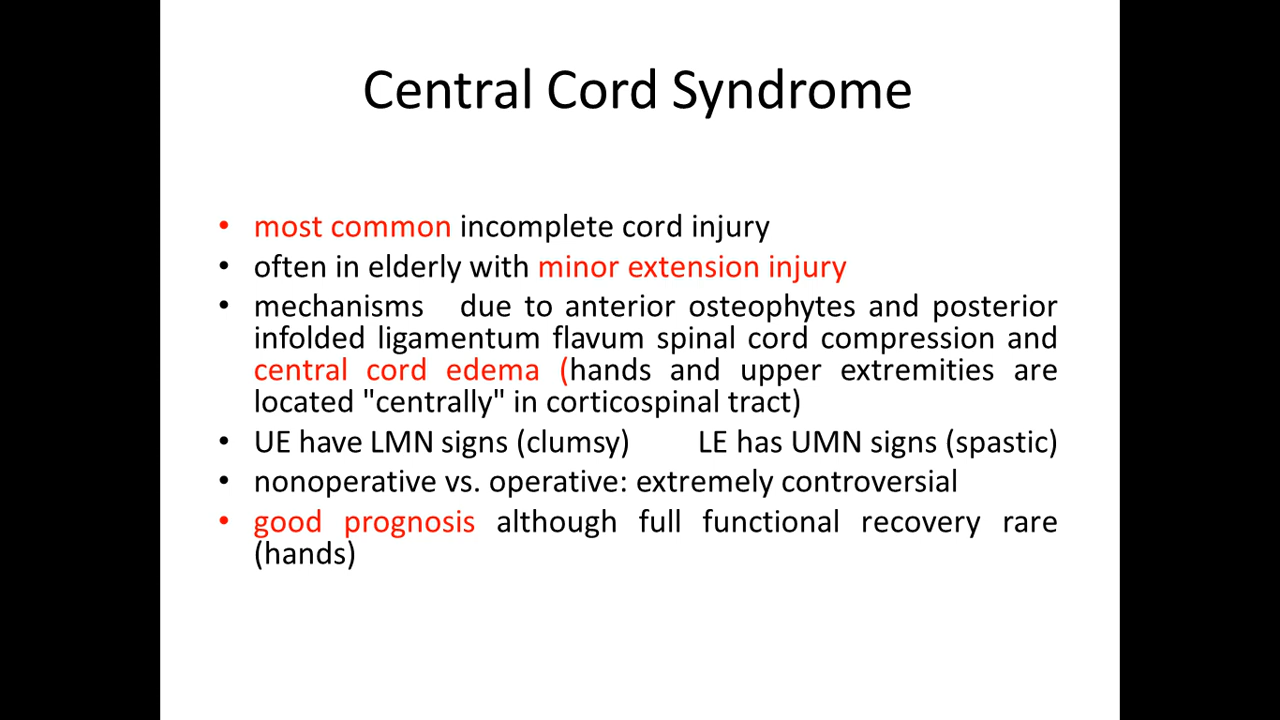 Central Cord Syndrome
• most common incomplete cord injury
• often in elderly with minor extension injury
• mechanisms due to anterior osteophytes and posterior
infolded ligamentum flavum spinal cord compression and
central cord edema (hands and upper extremities are
located "centrally" in corticospinal tract)
• UE have LMN signs (clumsy) LE has UMN signs (spastic)
• nonoperative vs. operative: extremely controversial
• good prognosis although full functional recovery rare
(hands)